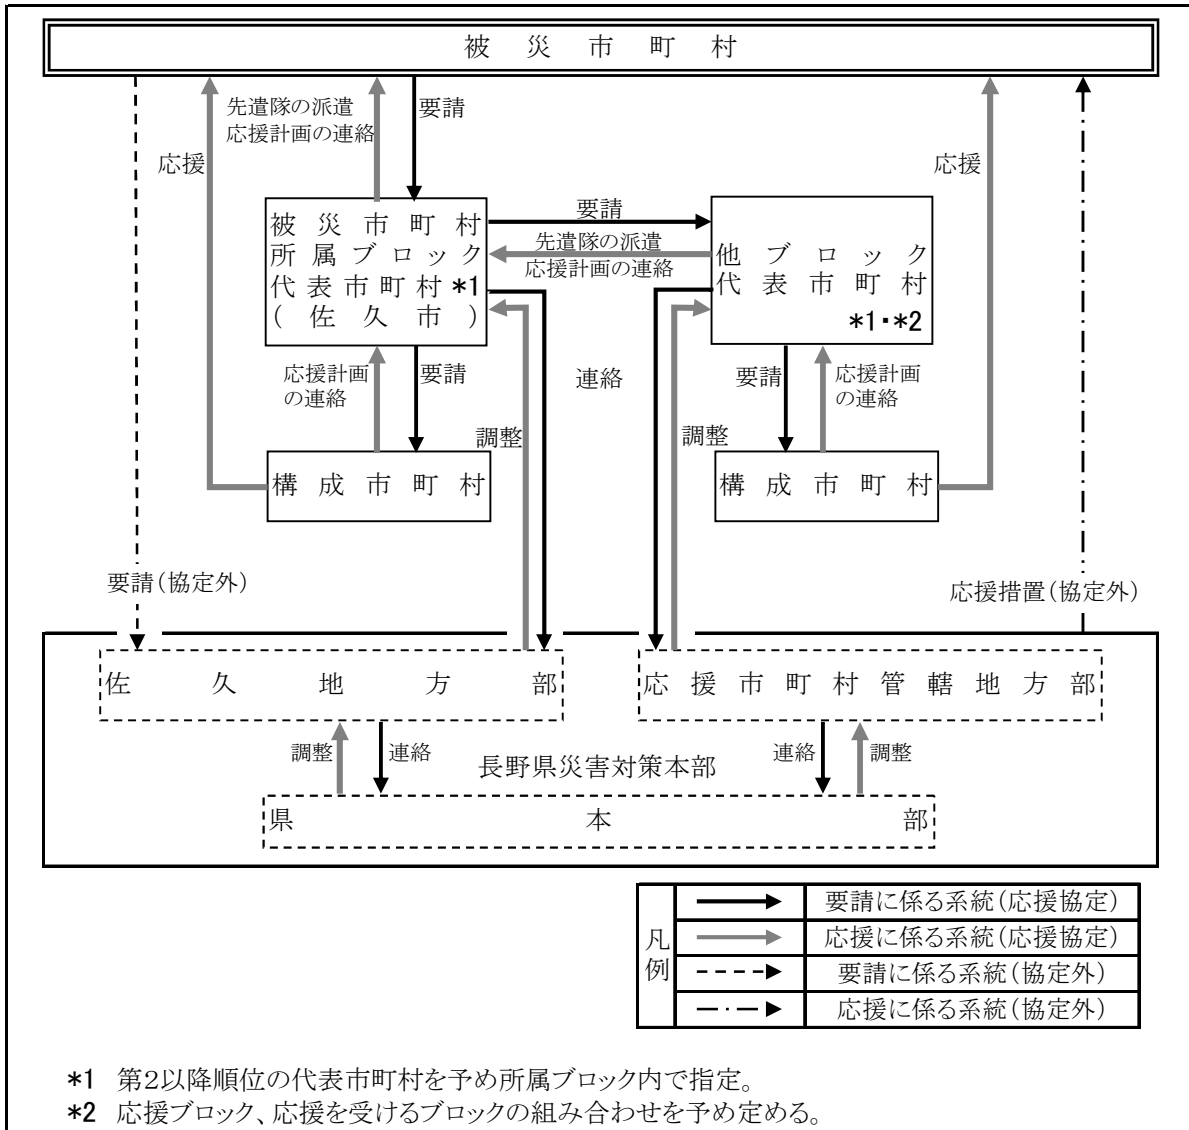 被災市町村
先遣隊の派遣
応援計画の連絡
要請
応援
応援
被災市町村
所属ブロック
代表市町村*1
(佐久市)
要請
先遣隊の派遣
応援計画の連絡
他ブロック
代表市町村
*1・*2
応援計画
の連絡
要請
連絡
要請
応援計画
の連絡
調整
調整
構成市町村
構成市町村
要請(協定外)
応援措置(協定外)
佐久地方部
応援市町村管轄地方部
調整
連絡
長野県災害対策本部
連絡
調整
県本部
凡例
要請に係る系統(応援協定)
応援に係る系統(応援協定)
要請に係る系統(協定外)
応援に係る系統(協定外)
*1 第2以降順位の代表市町村を予め所属ブロック内で指定。
*2 応援ブロック、応援を受けるブロックの組み合わせを予め定める。